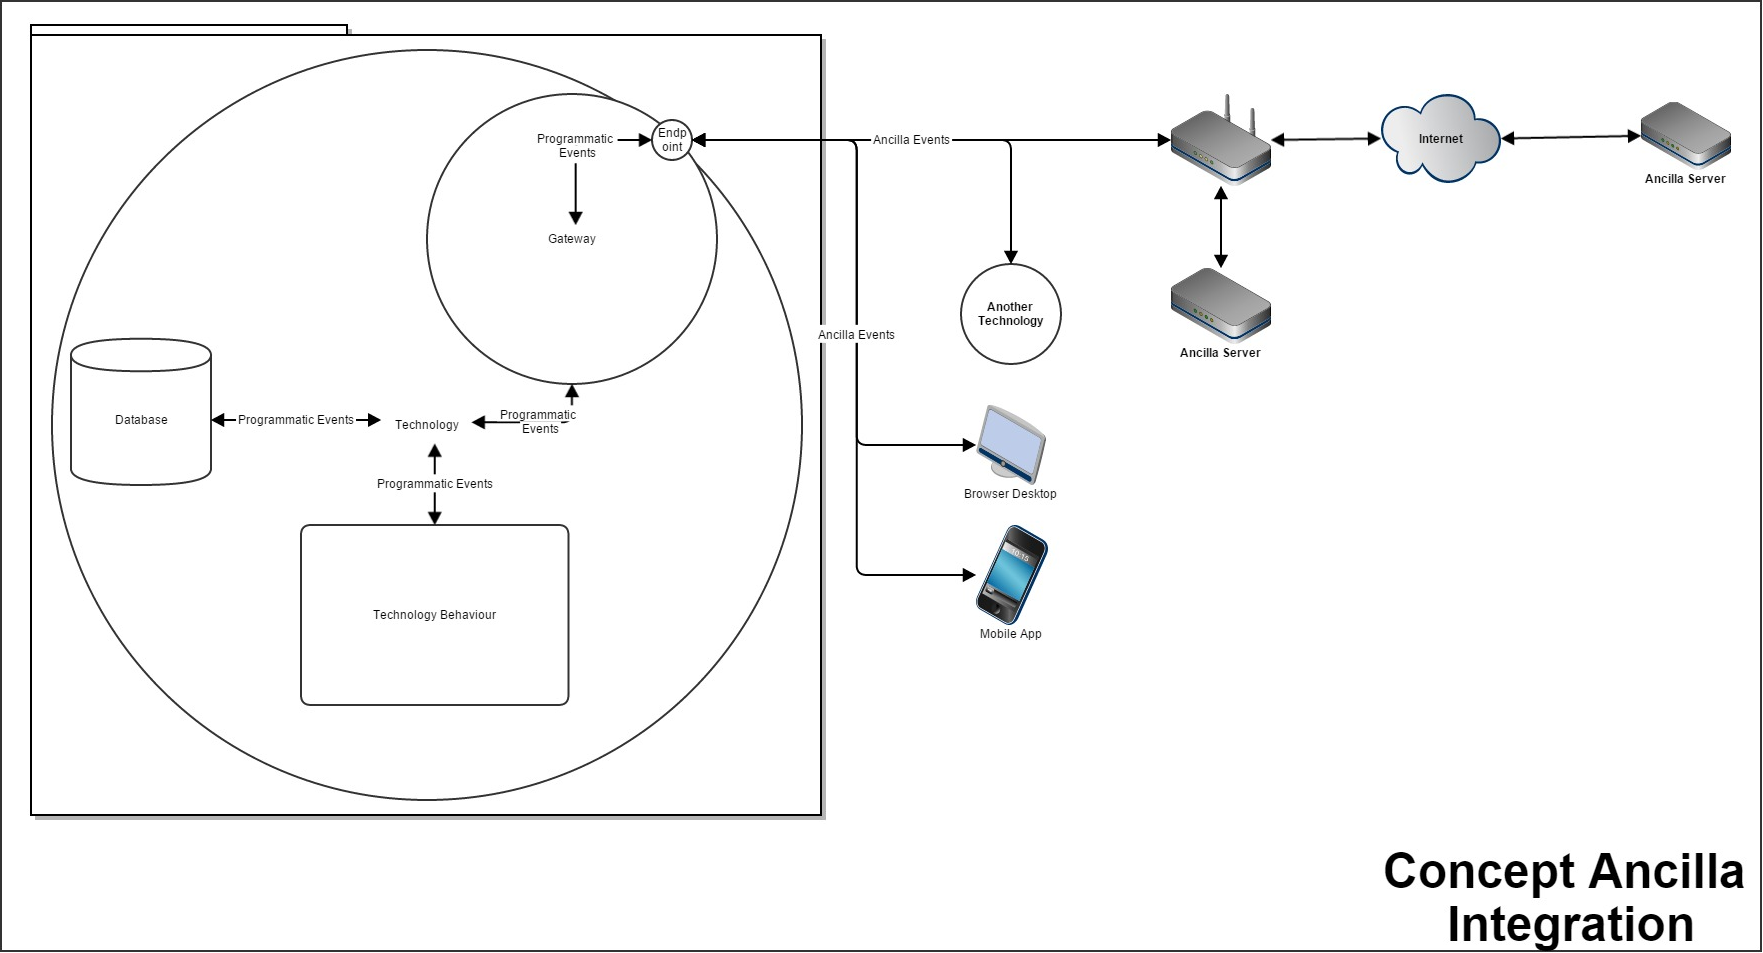 Programmatic
Events
Endp
oint
Ancilla Events
Internet
Ancilla Server
Gateway
Another
Technology
Ancilla Events
Ancilla Server
Database
Programmatic Events
Technology
Programmatic
Events
Programmatic Events
Browser Desktop
10:15
Technology Behaviour
Mobile App
Concept Ancilla
Integration